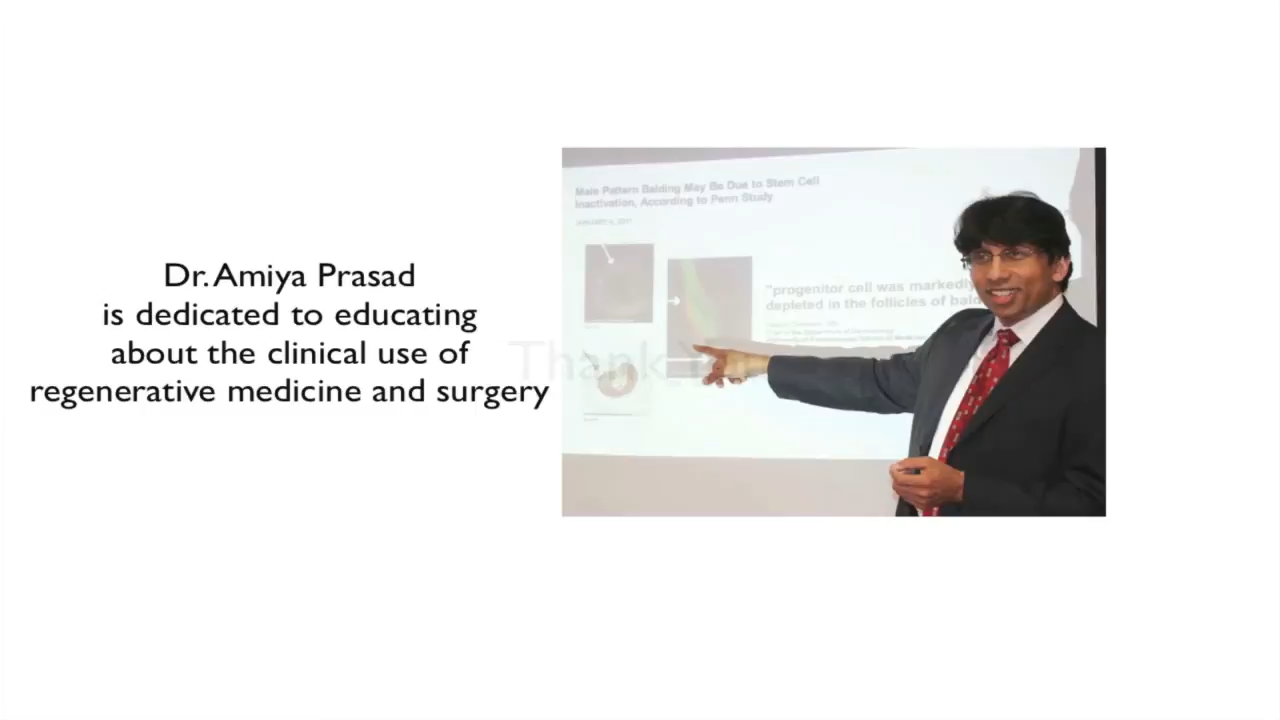 Dr. Amiya Prasad
is dedicated to educating
about the clinical use of
regenerative medicine and surgery
Male Pattern Balding May Be Due to Stem Cell
Inactivation, According to Penn Study
"progenitor cell was markedly
depleted in the follicles of
Thank